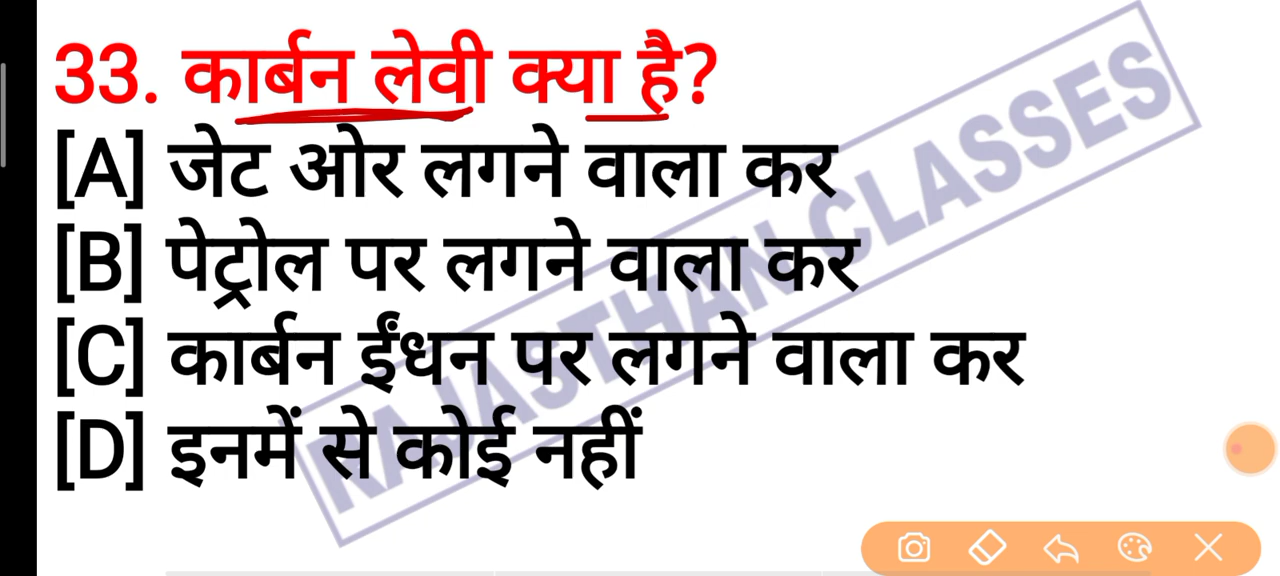 33. कार्बन लेवी क्या है?
[A] जेट ओर लगने वाला कर
[B] पेट्रोल पर लगने वाला कर
[C] कार्बन ईंधन पर लगने वाला कर
[D] इनमें से कोई नहीं
RAJASTHAN CLASSES